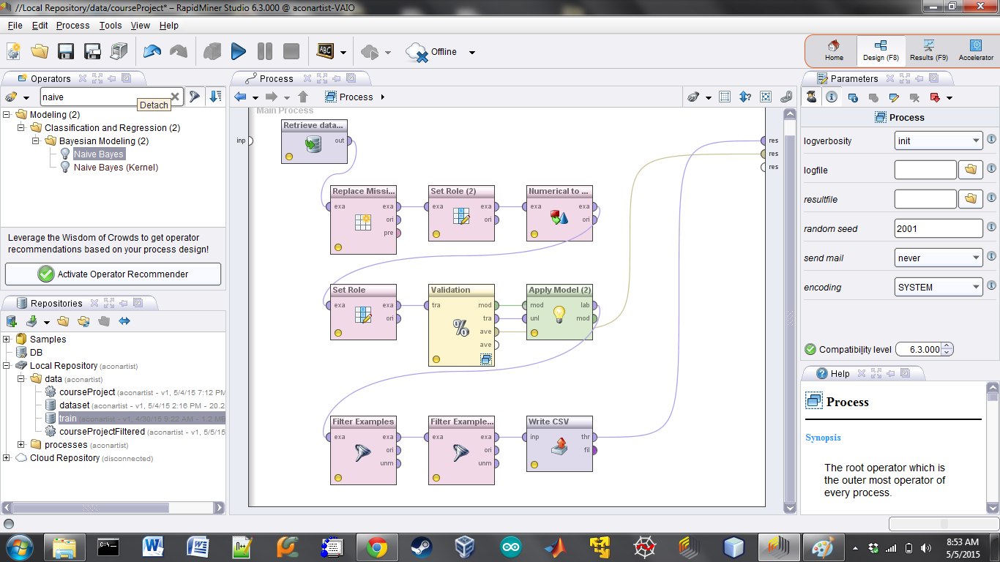 //Local Repository/data/courseProject* – RapidMiner Studio 6.3.000 @ aconartist-VAIO
File Edit Process Tools View Help
ABC Offline
Home Design (F8) Results (F9) Accelerator
Operators
naive
Detach
Modeling (2)
Classification and Regression (2)
Bayesian Modeling (2)
Naive Bayes
Naive Bayes (Kernel)
Leverage the Wisdom of Crowds to get operator
recommendations based on your process design!
Activate Operator Recommender
Repositories
Samples
DB
Local Repository (aconartist)
data (aconartist)
courseProject (aconartist - v1, 5/4/15 7:12 PM
dataset (aconartist - v1, 5/4/15 2:16 PM - 20.2
train (aconartist - v1, 4/30/15 9:22 AM - 1.2 MB
courseProjectFiltered (aconartist - v1, 5/5/15
processes (aconartist)
Cloud Repository (disconnected)
Process
Process
Main Process
inp
Retrieve data...
out
res
res
res
Replace Missi...
exa exa
ori
pre
Set Role (2)
exa exa
ori
Numerical to ...
exa exa
ori
Set Role
exa exa
ori
Validation
tra mod
tra
ave
ave
Apply Model (2)
mod lab
unl mod
Filter Examples
exa exa
ori
unm
Filter Example...
exa exa
ori
unm
Write CSV
inp thr
fil
Parameters
Process
logverbosity init
logfile
resultfile
random seed 2001
send mail never
encoding SYSTEM
Compatibility level 6.3.000
Help
Process
Synopsis
The root operator which is
the outer most operator of
every process.
8:53 AM
5/5/2015